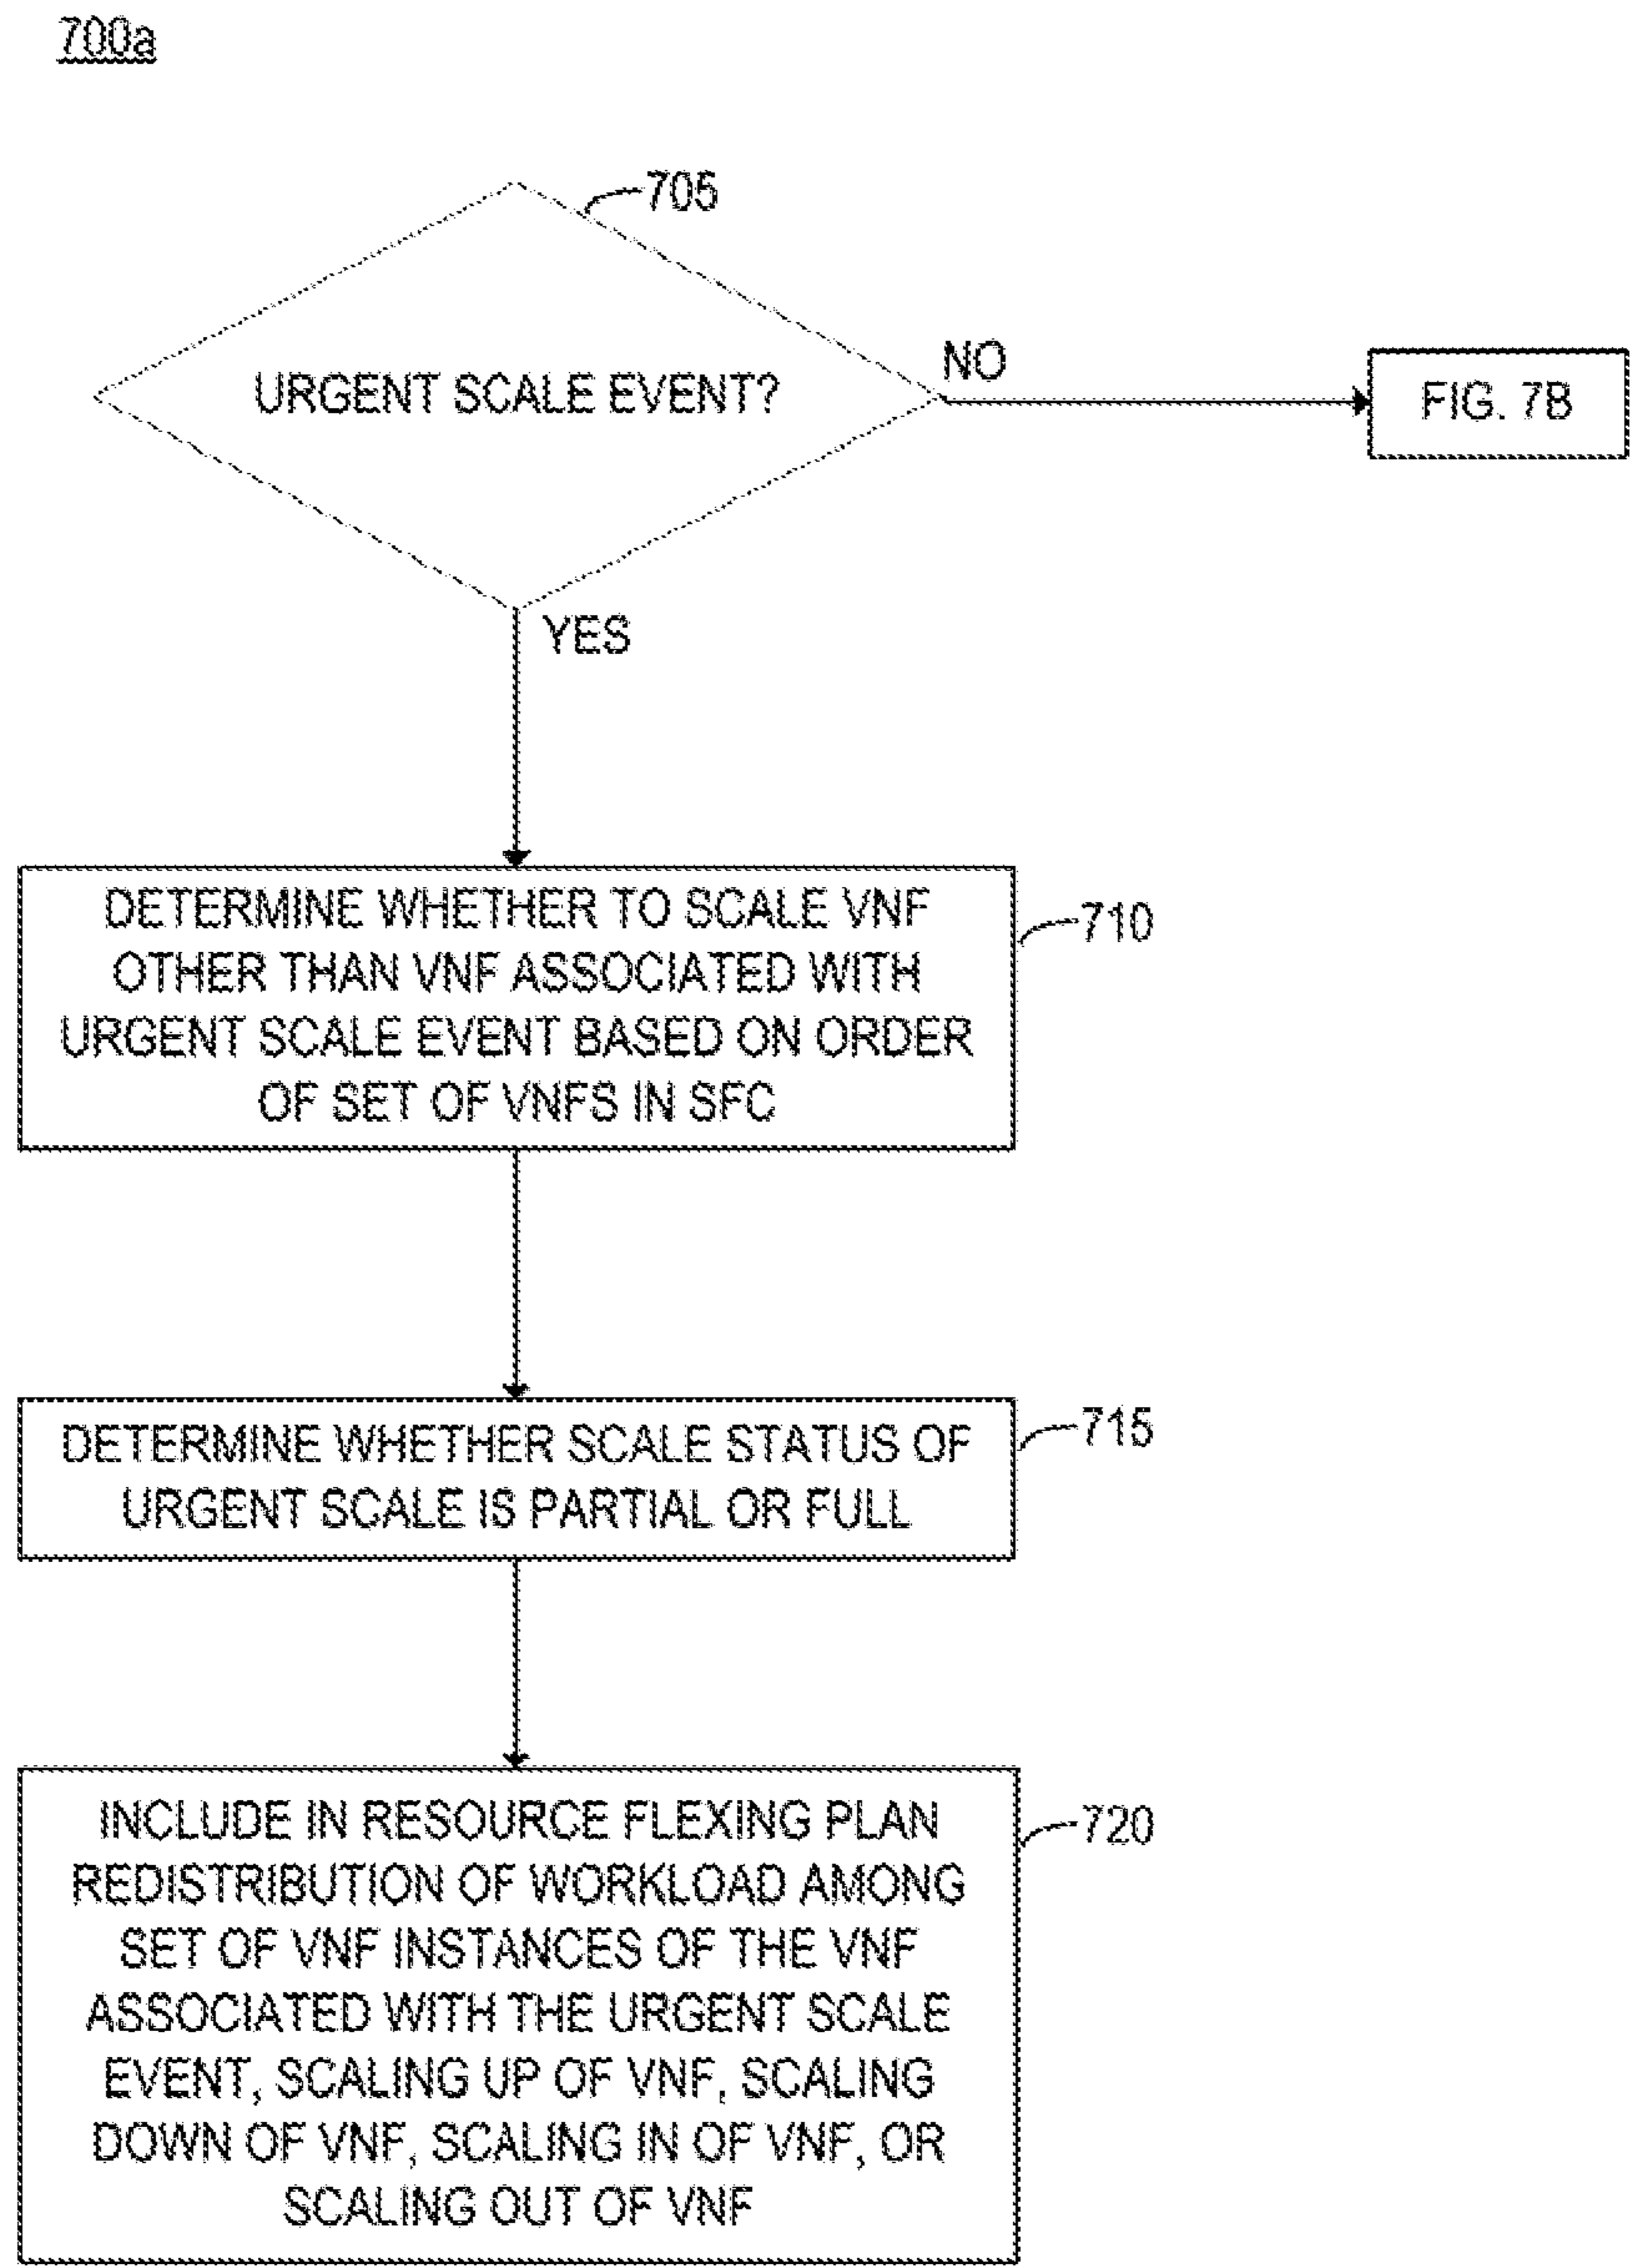 700a
705
URGENT SCALE EVENT?
NO
FIG. 7B
YES
DETERMINE WHETHER TO SCALE VNF
OTHER THAN VNF ASSOCIATED WITH
URGENT SCALE EVENT BASED ON ORDER
OF SET OF VNFS IN SFC
710
DETERMINE WHETHER SCALE STATUS OF
URGENT SCALE IS PARTIAL OR FULL
715
INCLUDE IN RESOURCE FLEXING PLAN
REDISTRIBUTION OF WORKLOAD AMONG
SET OF VNF INSTANCES OF THE VNF
ASSOCIATED WITH THE URGENT SCALE
EVENT, SCALING UP OF VNF, SCALING
DOWN OF VNF, SCALING IN OF VNF, OR
SCALING OUT OF VNF
720